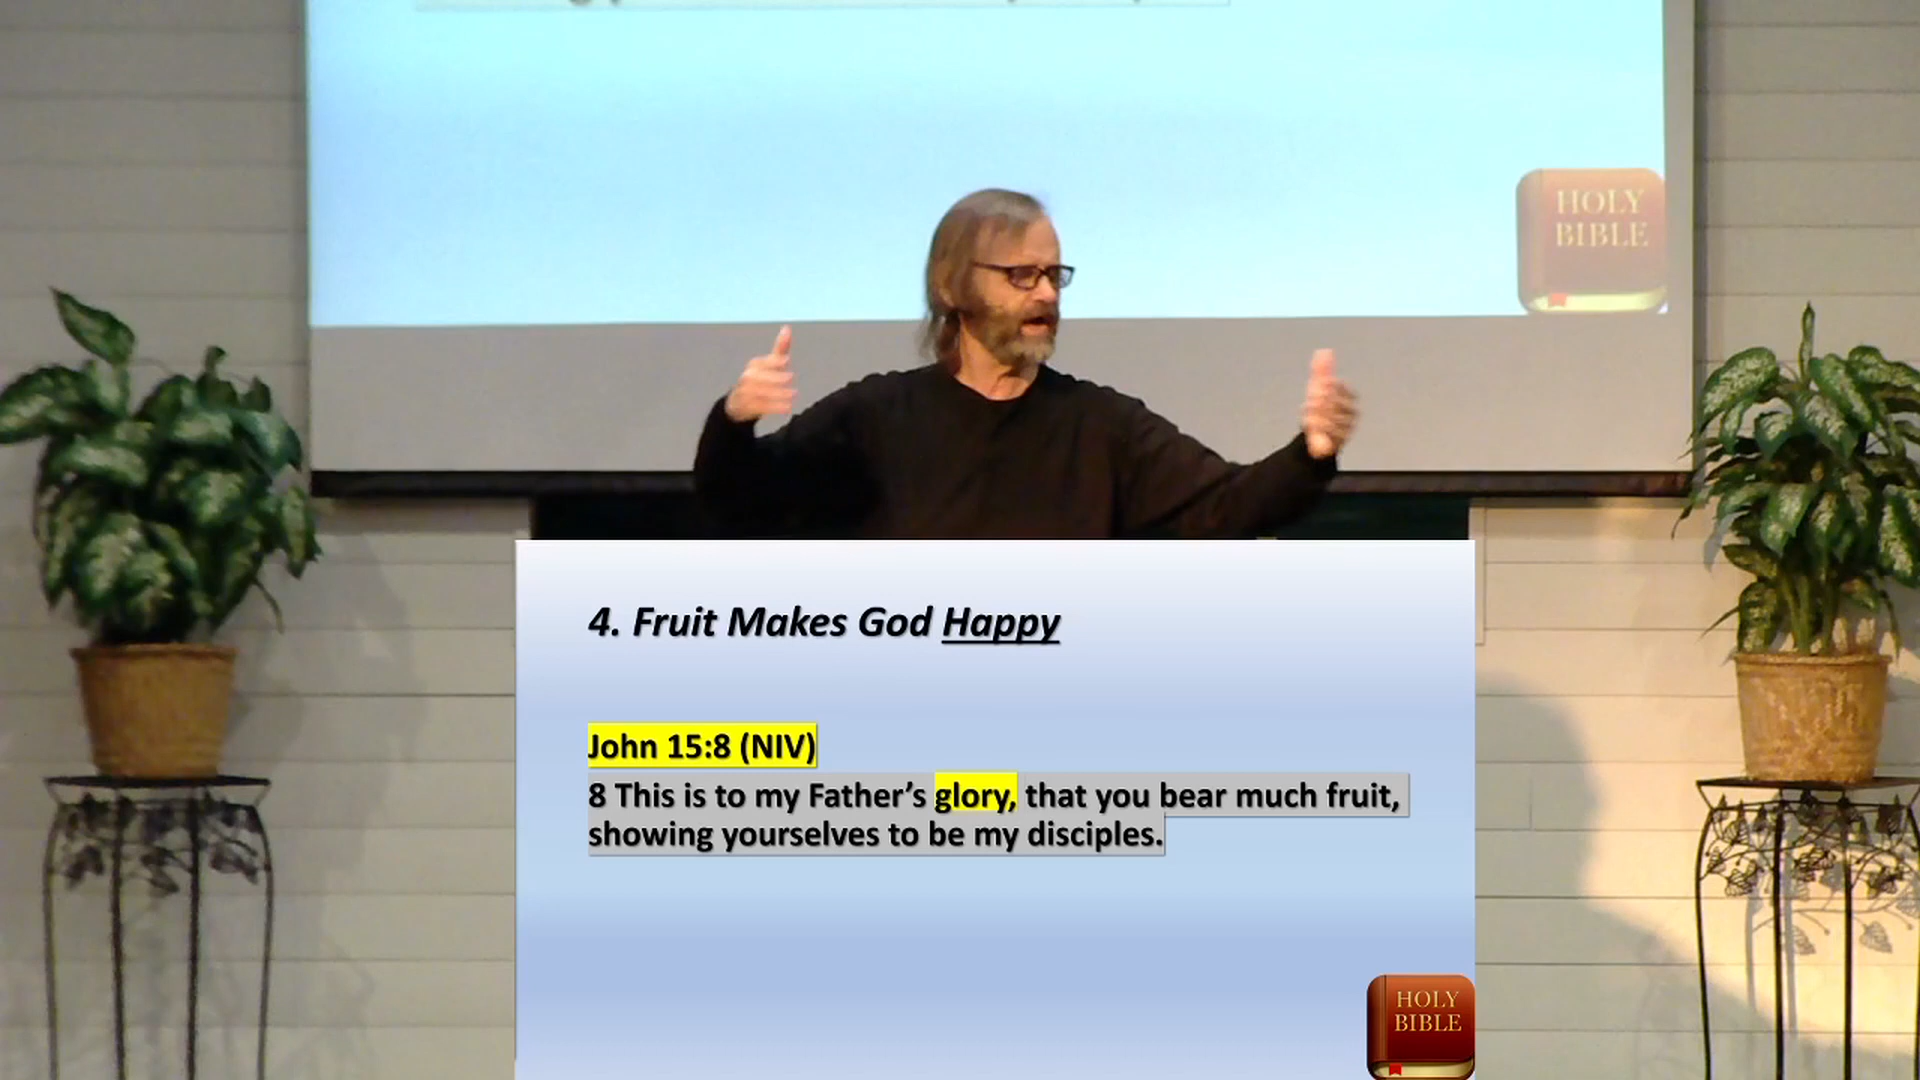 HOLY
BIBLE
4. Fruit Makes God Happy
John 15:8 (NIV)
8 This is to my Father’s glory, that you bear much fruit,
showing yourselves to be my disciples.
HOLY
BIBLE